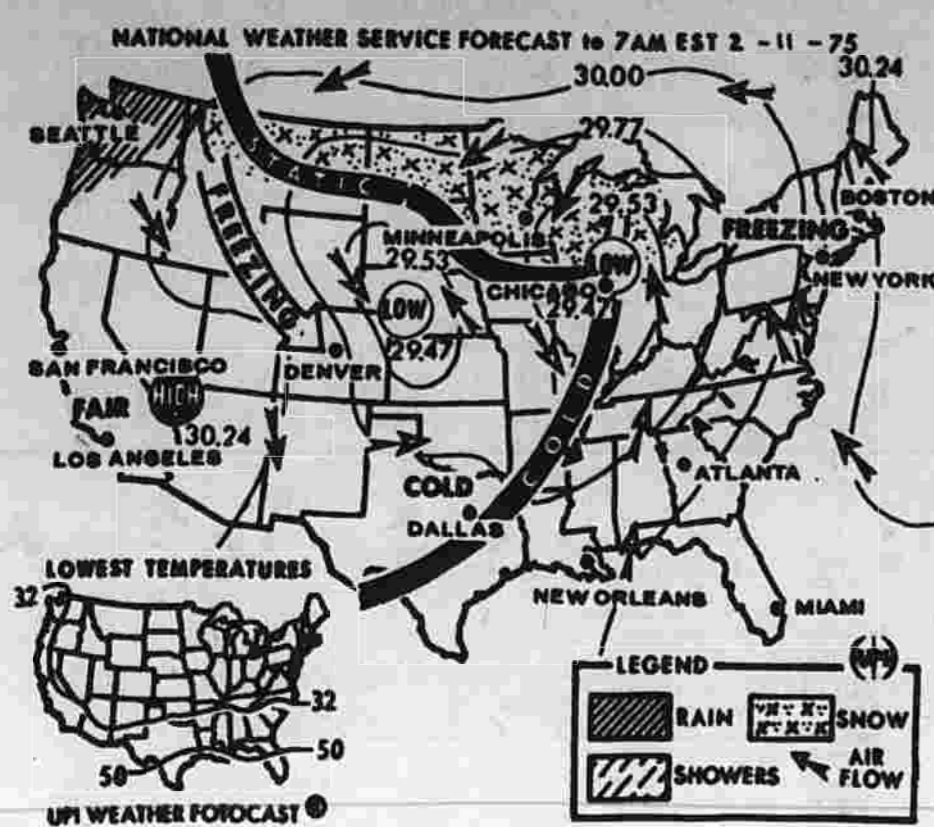 NATIONAL WEATHER SERVICE FORECAST to 7AM EST 2 - 11 - 75
30.00
30.24
SEATTLE
29.77
STATIC
FREEZING
29.53
BOSTON
FREEZING
MINNEAPOLIS
29.53
LOW
NEW YORK
CHICAGO
29.47
LOW
29.47
SAN FRANCISCO
DENVER
HIGH
FAIR
30.24
COLD
LOS ANGELES
ATLANTA
COLD
DALLAS
NEW ORLEANS
MIAMI
LOWEST TEMPERATURES
32
32
50
50
UPI WEATHER FOTOCAST ©
LEGEND
UPI
RAIN
SNOW
SHOWERS
AIR
FLOW